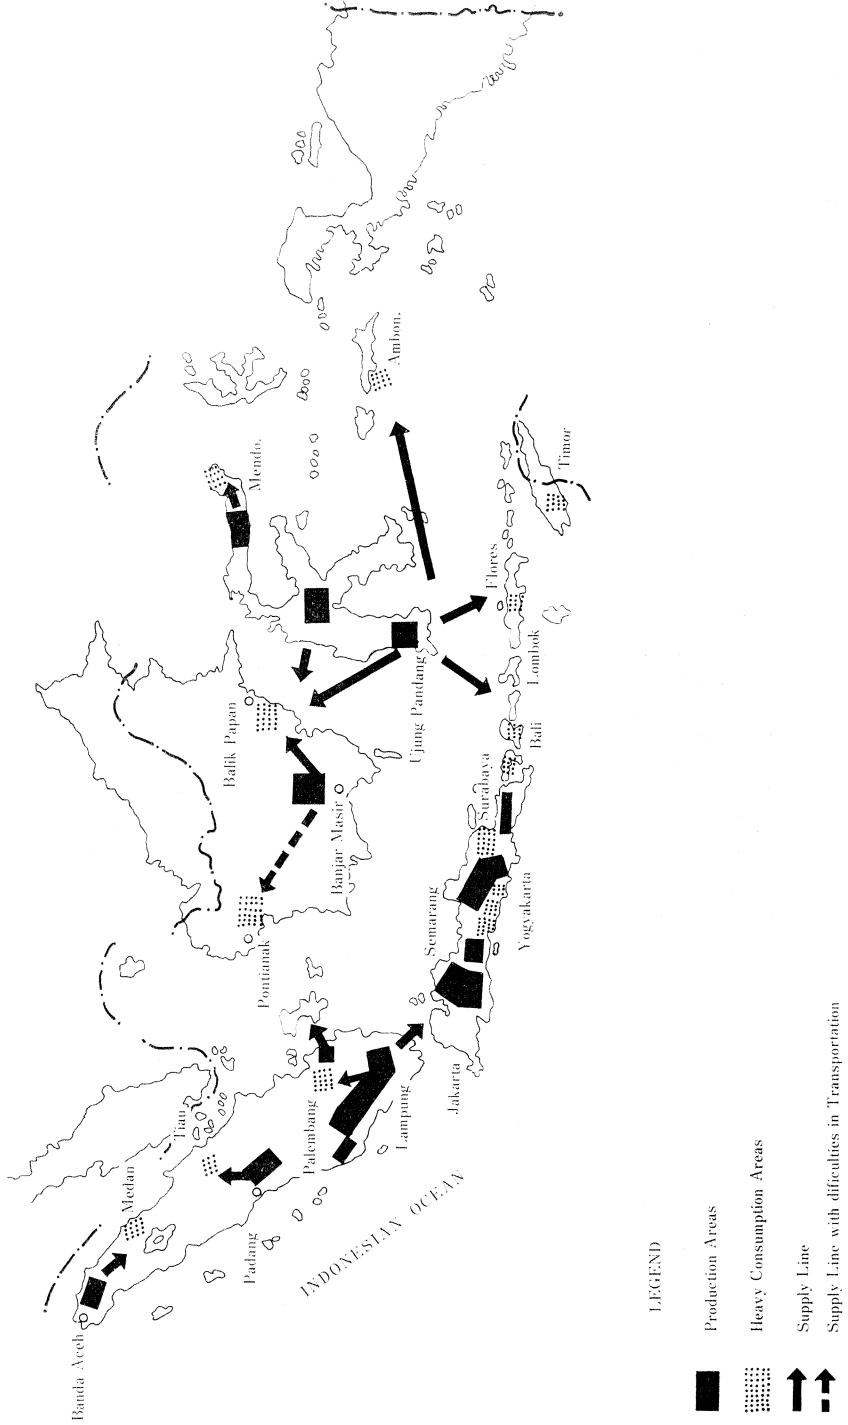 Banda Aceh
Medan
Tiau
Padang
Palembang
Lampung
Jakarta
Pontianak
Semarang
Yogyakarta
Banjar Masir
Balik Papan
Surabaya
Bali
Ujung Pandang
Lombok
Flores
Mendo.
Timor
Ambon.
INDONESIAN OCEAN
LEGEND
Production Areas
Heavy Consumption Areas
Supply Line
Supply Line with dificulties in Transportation